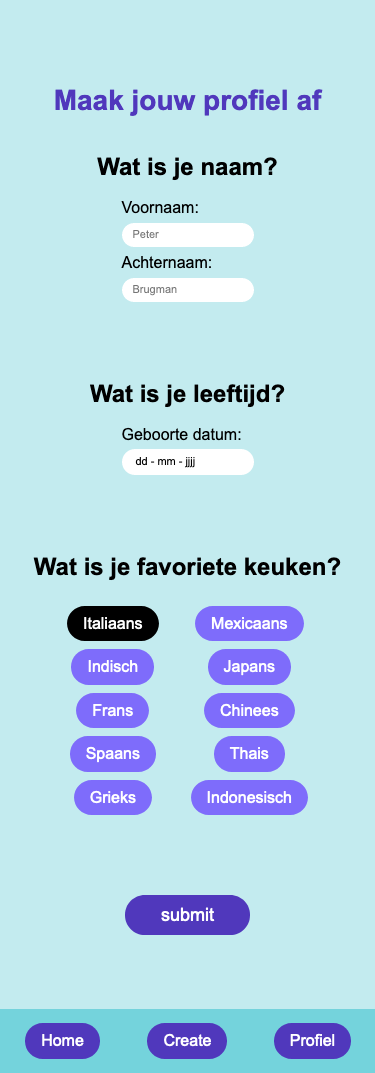 Maak jouw profiel af
Wat is je naam?
Voornaam:
Peter
Achternaam:
Brugman
Wat is je leeftijd?
Geboorte datum:
dd - mm - jjjj
Wat is je favoriete keuken?
Italiaans Mexicaans
Indisch Japans
Frans Chinees
Spaans Thais
Grieks Indonesisch
submit
Home Create Profiel